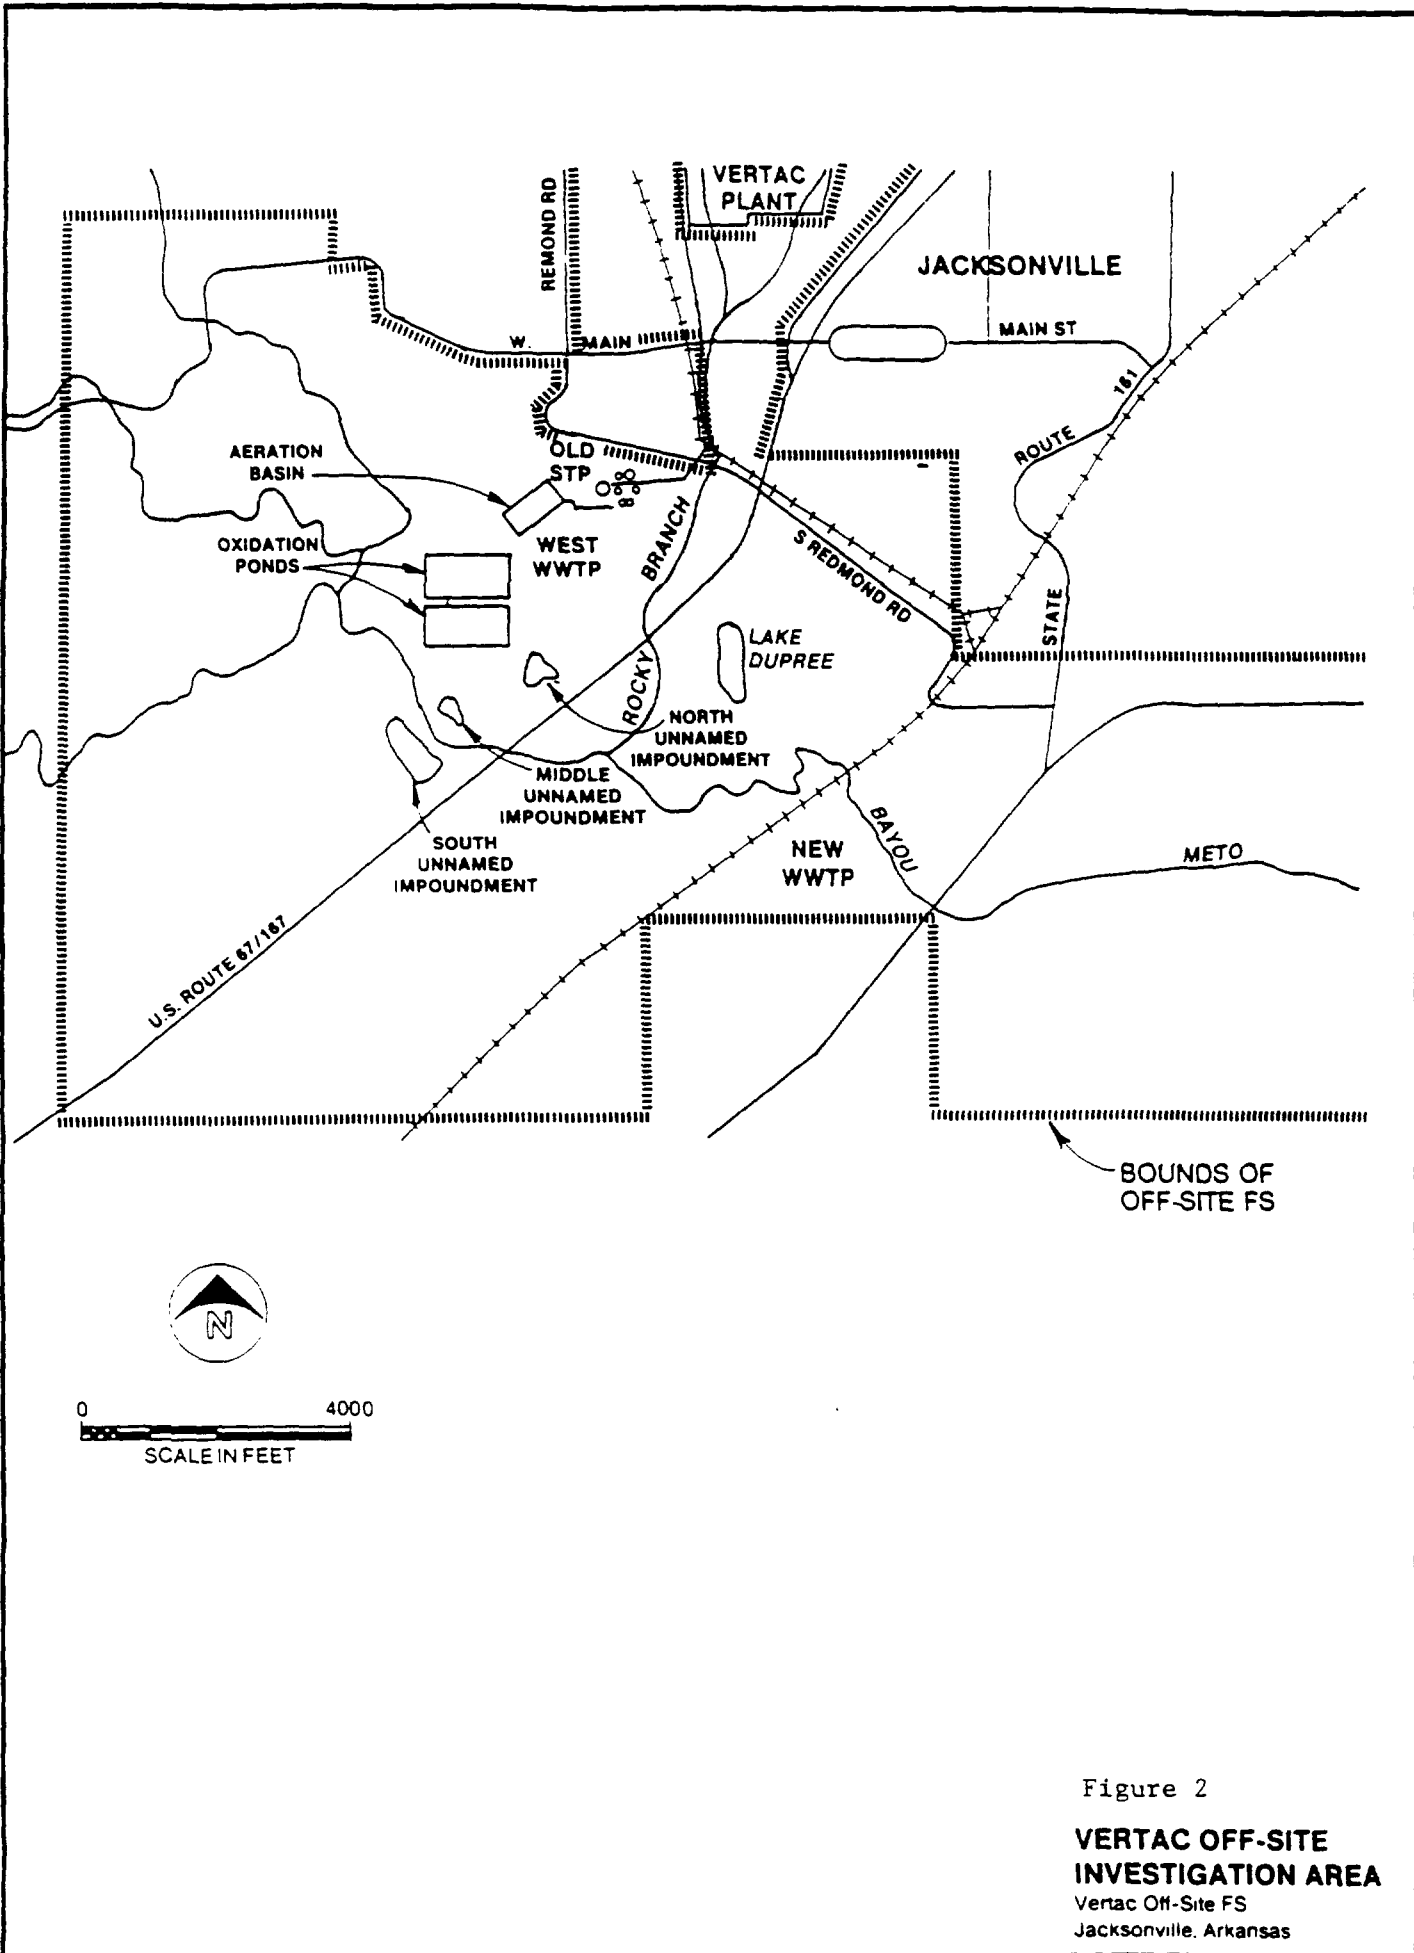 VERTAC
PLANT
REMOND RD
JACKSONVILLE
W. MAIN
MAIN ST
ROUTE 161
STATE
AERATION
BASIN
OLD
STP
OXIDATION
PONDS
WEST
WWTP
BRANCH
ROCKY
S REDMOND RD
LAKE
DUPREE
NORTH
UNNAMED
IMPOUNDMENT
MIDDLE
UNNAMED
IMPOUNDMENT
SOUTH
UNNAMED
IMPOUNDMENT
NEW
WWTP
BAYOU
METO
U.S. ROUTE 67/167
BOUNDS OF
OFF-SITE FS
N
0 4000
SCALE IN FEET
Figure 2
VERTAC OFF-SITE
INVESTIGATION AREA
Vertac Off-Site FS
Jacksonville, Arkansas